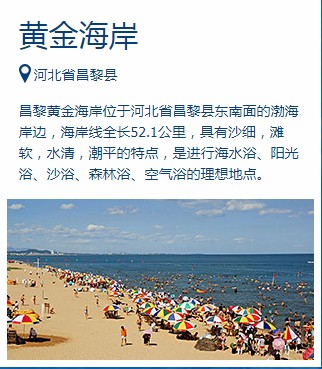 黄金海岸
河北省昌黎县
昌黎黄金海岸位于河北省昌黎县东南面的渤海
岸边，海岸线全长52.1公里，具有沙细，滩
软，水清，潮平的特点，是进行海水浴、阳光
浴、沙浴、森林浴、空气浴的理想地点。